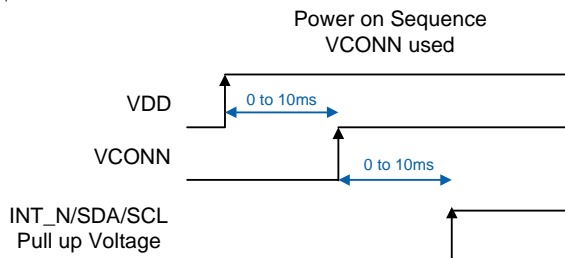 Power on Sequence
VCONN used
VDD
0 to 10ms
VCONN
0 to 10ms
INT_N/SDA/SCL
Pull up Voltage